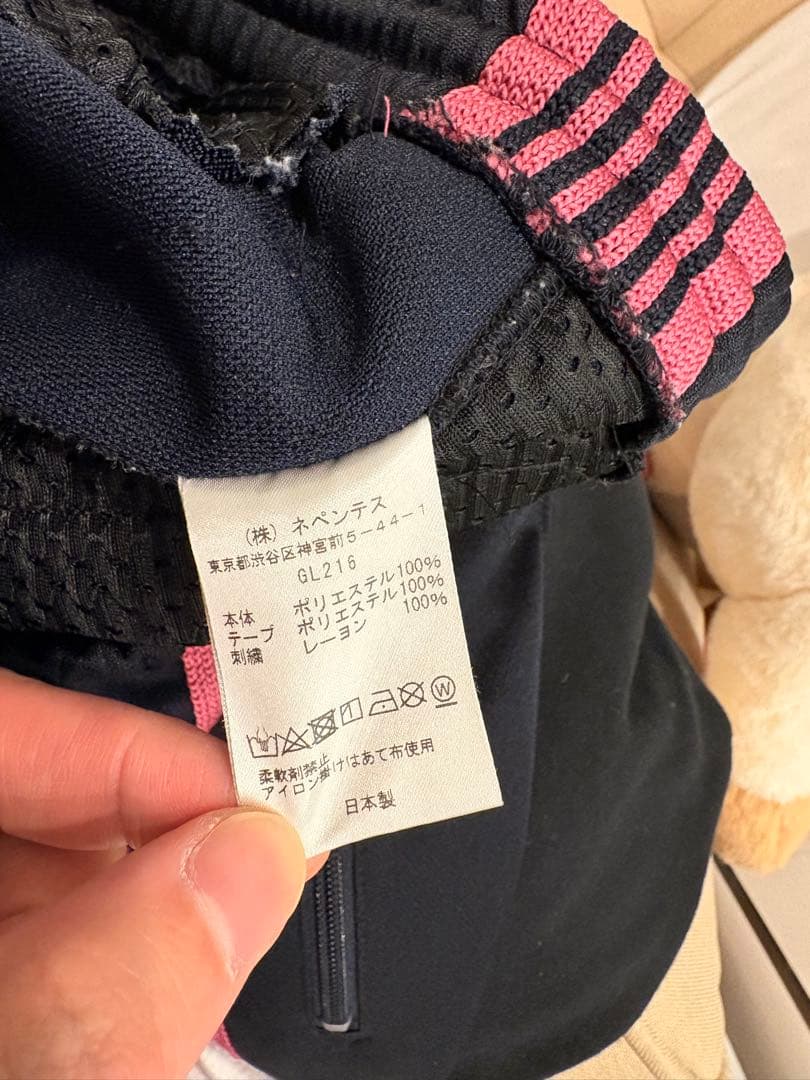 (株) ネペンテス
東京都渋谷区神宮前5-44-1
GL216
本体 ポリエステル100%
テープ ポリエステル100%
刺繍 レーヨン 100%
W
柔軟剤禁止
アイロン掛けはあて布使用
日本製